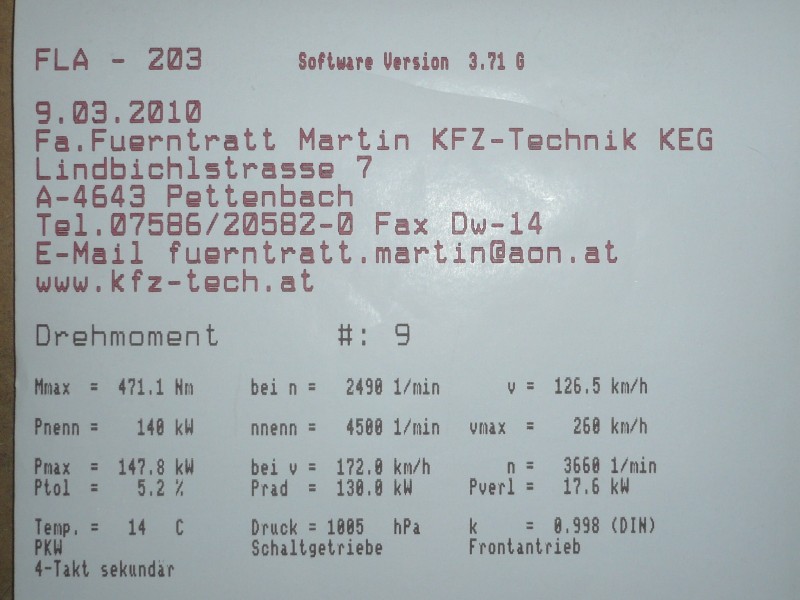 FLA - 203 Software Version 3.71 G
9.03.2010
Fa.Fuerntratt Martin KFZ-Technik KEG
Lindbichlstrasse 7
A-4643 Pettenbach
Tel.07586/20582-0 Fax Dw-14
E-Mail fuerntratt.martin@aon.at
www.kfz-tech.at
Drehmoment #: 9
Mmax = 471.1 Nm bei n = 2490 1/min v = 126.5 km/h
Pnenn = 140 kW nnenn = 4500 1/min vmax = 260 km/h
Pmax = 147.8 kW bei v = 172.0 km/h n = 3660 1/min
Ptol = 5.2 % Prad = 130.0 kW Pverl = 17.6 kW
Temp. = 14 C Druck = 1005 hPa k = 0.998 (DIN)
PKW Schaltgetriebe Frontantrieb
4-Takt sekundär